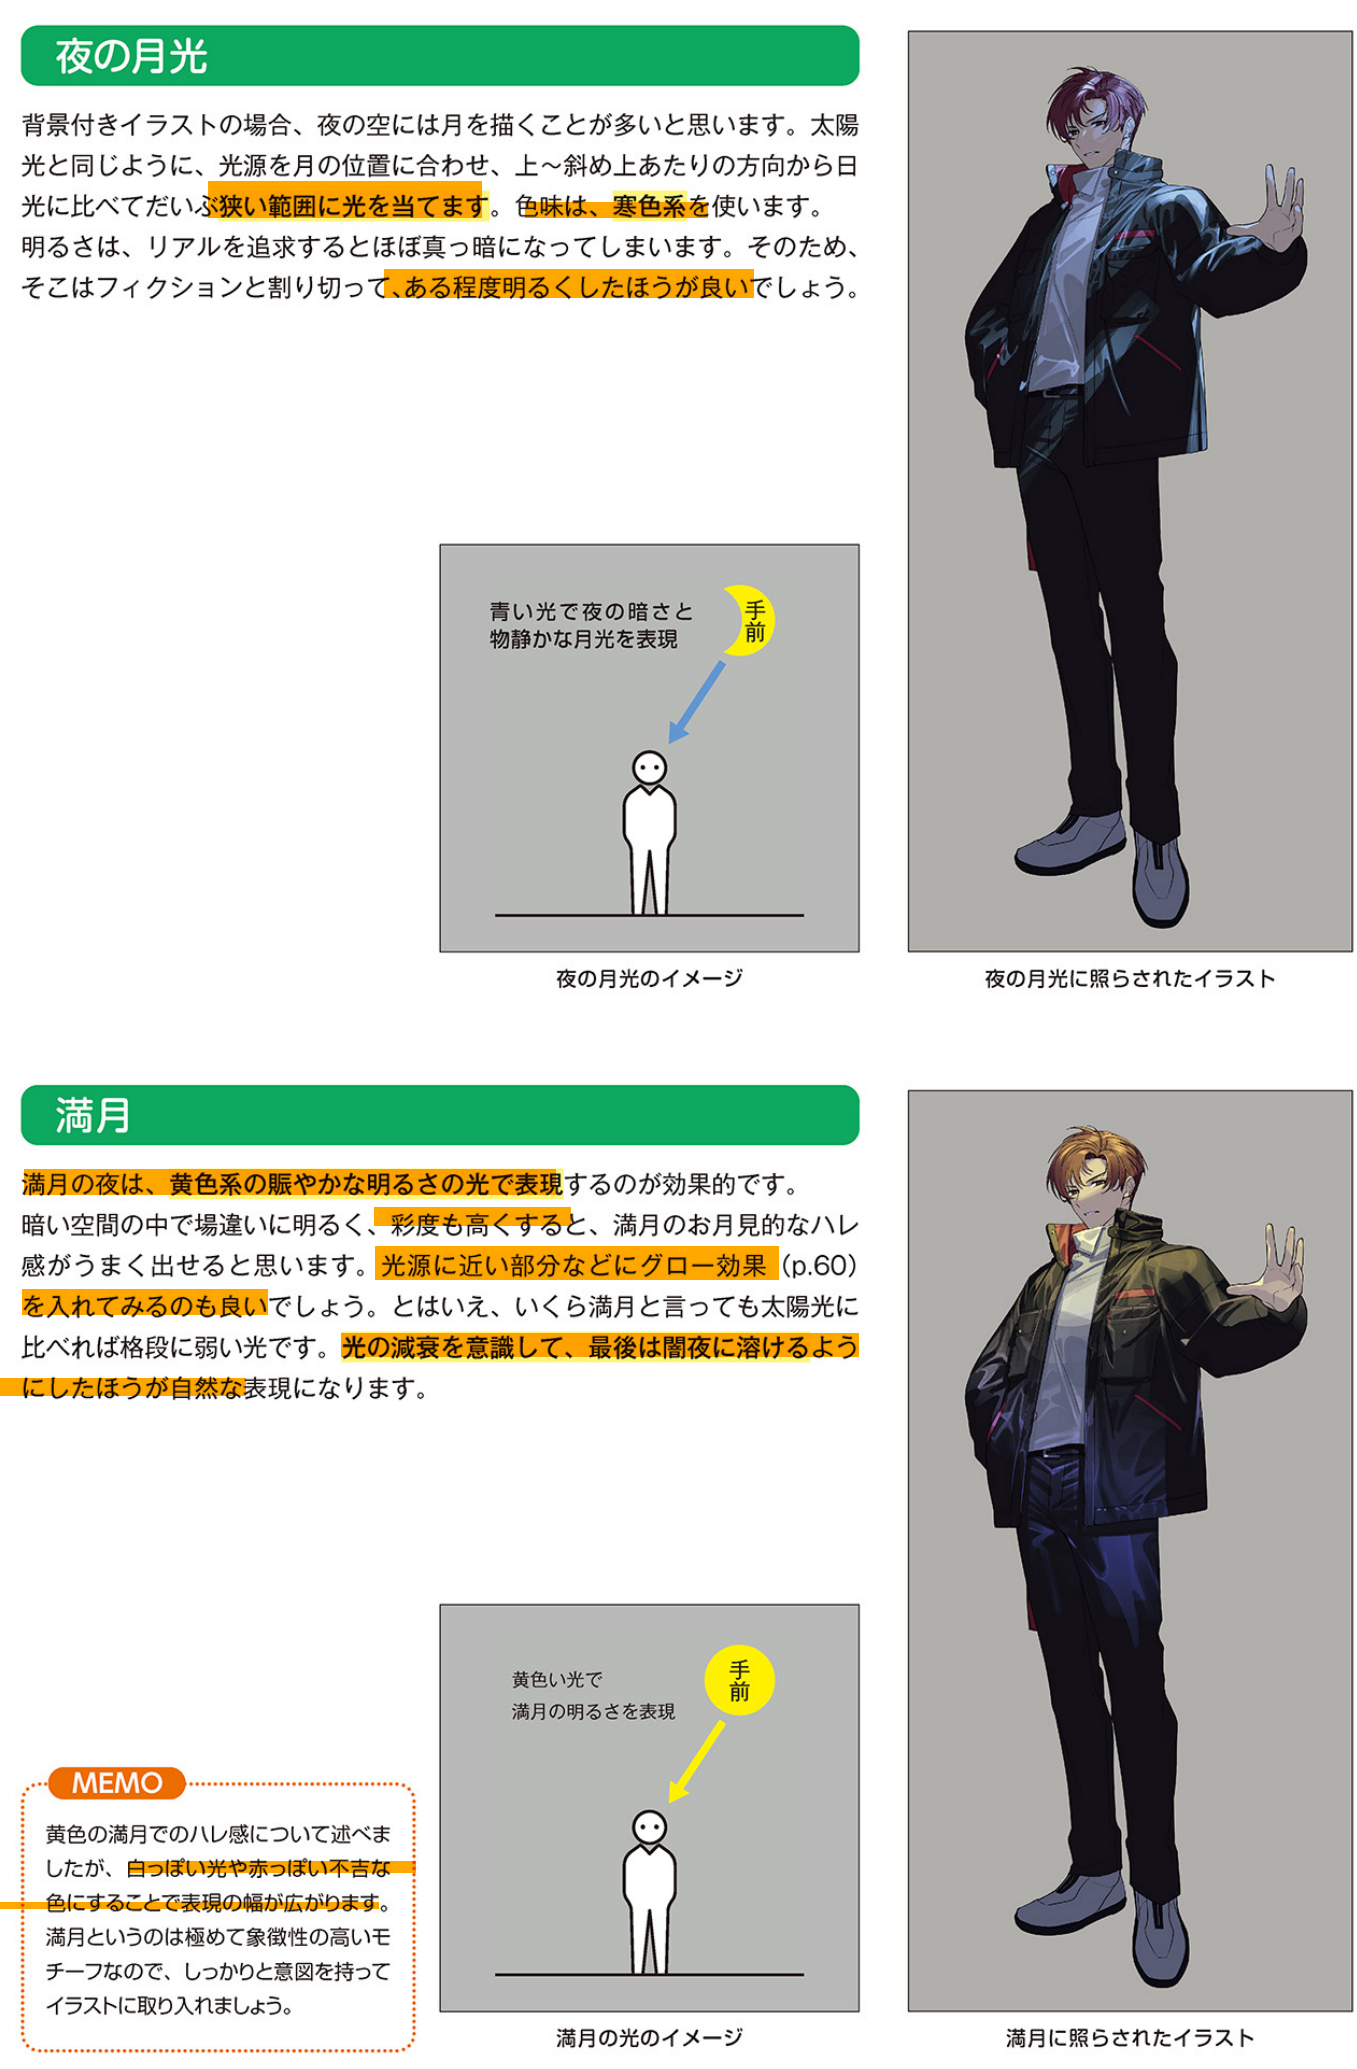 夜の月光
背景付きイラストの場合、夜の空には月を描くことが多いと思います。太陽
光と同じように、光源を月の位置に合わせ、上～斜め上あたりの方向から日
光に比べてだいぶ狭い範囲に光を当てます。色味は、寒色系を使います。
明るさは、リアルを追求するとほぼ真っ暗になってしまいます。そのため、
そこはフィクションと割り切って、ある程度明るくしたほうが良いでしょう。
青い光で夜の暗さと
物静かな月光を表現
手前
夜の月光のイメージ
夜の月光に照らされたイラスト
満月
満月の夜は、黄色系の賑やかな明るさの光で表現するのが効果的です。
暗い空間の中で場違いに明るく、彩度も高くすると、満月のお月見的なハレ
感がうまく出せると思います。光源に近い部分などにグロー効果（p.60）
を入れてみるのも良いでしょう。とはいえ、いくら満月と言っても太陽光に
比べれば格段に弱い光です。光の減衰を意識して、最後は闇夜に溶けるよう
にしたほうが自然な表現になります。
黄色い光で
満月の明るさを表現
手前
MEMO
黄色の満月でのハレ感について述べま
したが、白っぽい光や赤っぽい不吉な
色にすることで表現の幅が広がります。
満月というのは極めて象徴性の高いモ
チーフなので、しっかりと意図を持って
イラストに取り入れましょう。
満月の光のイメージ
満月に照らされたイラスト